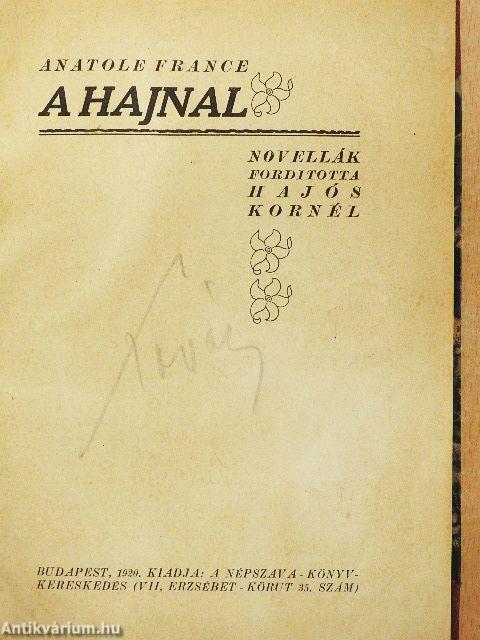 ANATOLE FRANCE
A HAJNAL
NOVELLÁK
FORDITOTTA
HAJÓS
KORNÉL
BUDAPEST, 1920. KIADJA: A NÉPSZAVA-KÖNYV-
KERESKEDÉS (VII, ERZSÉBET-KÖRUT 35. SZÁM)
Antikvárium.hu